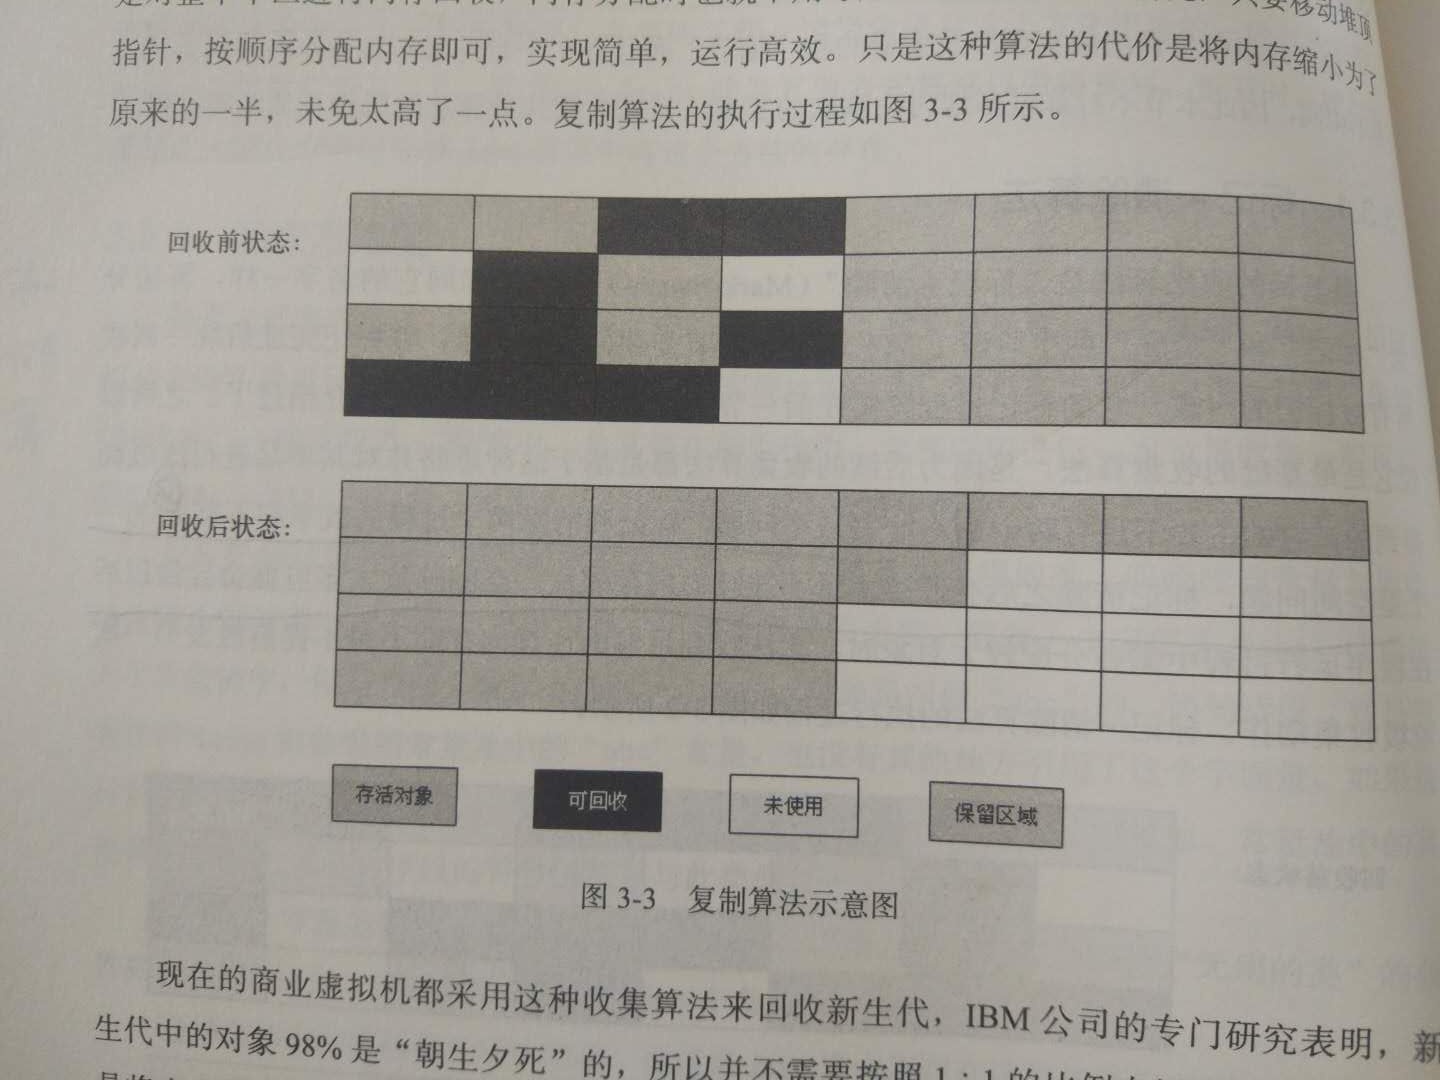 指针，按顺序分配内存即可，实现简单，运行高效。只是这种算法的代价是将内存缩小为了
原来的一半，未免太高了一点。复制算法的执行过程如图 3-3 所示。
回收前状态：
回收后状态：
存活对象 可回收 未使用 保留区域
图 3-3 复制算法示意图
现在的商业虚拟机都采用这种收集算法来回收新生代，IBM 公司的专门研究表明，新
生代中的对象 98% 是“朝生夕死”的，所以并不需要按照 1 : 1 的比例